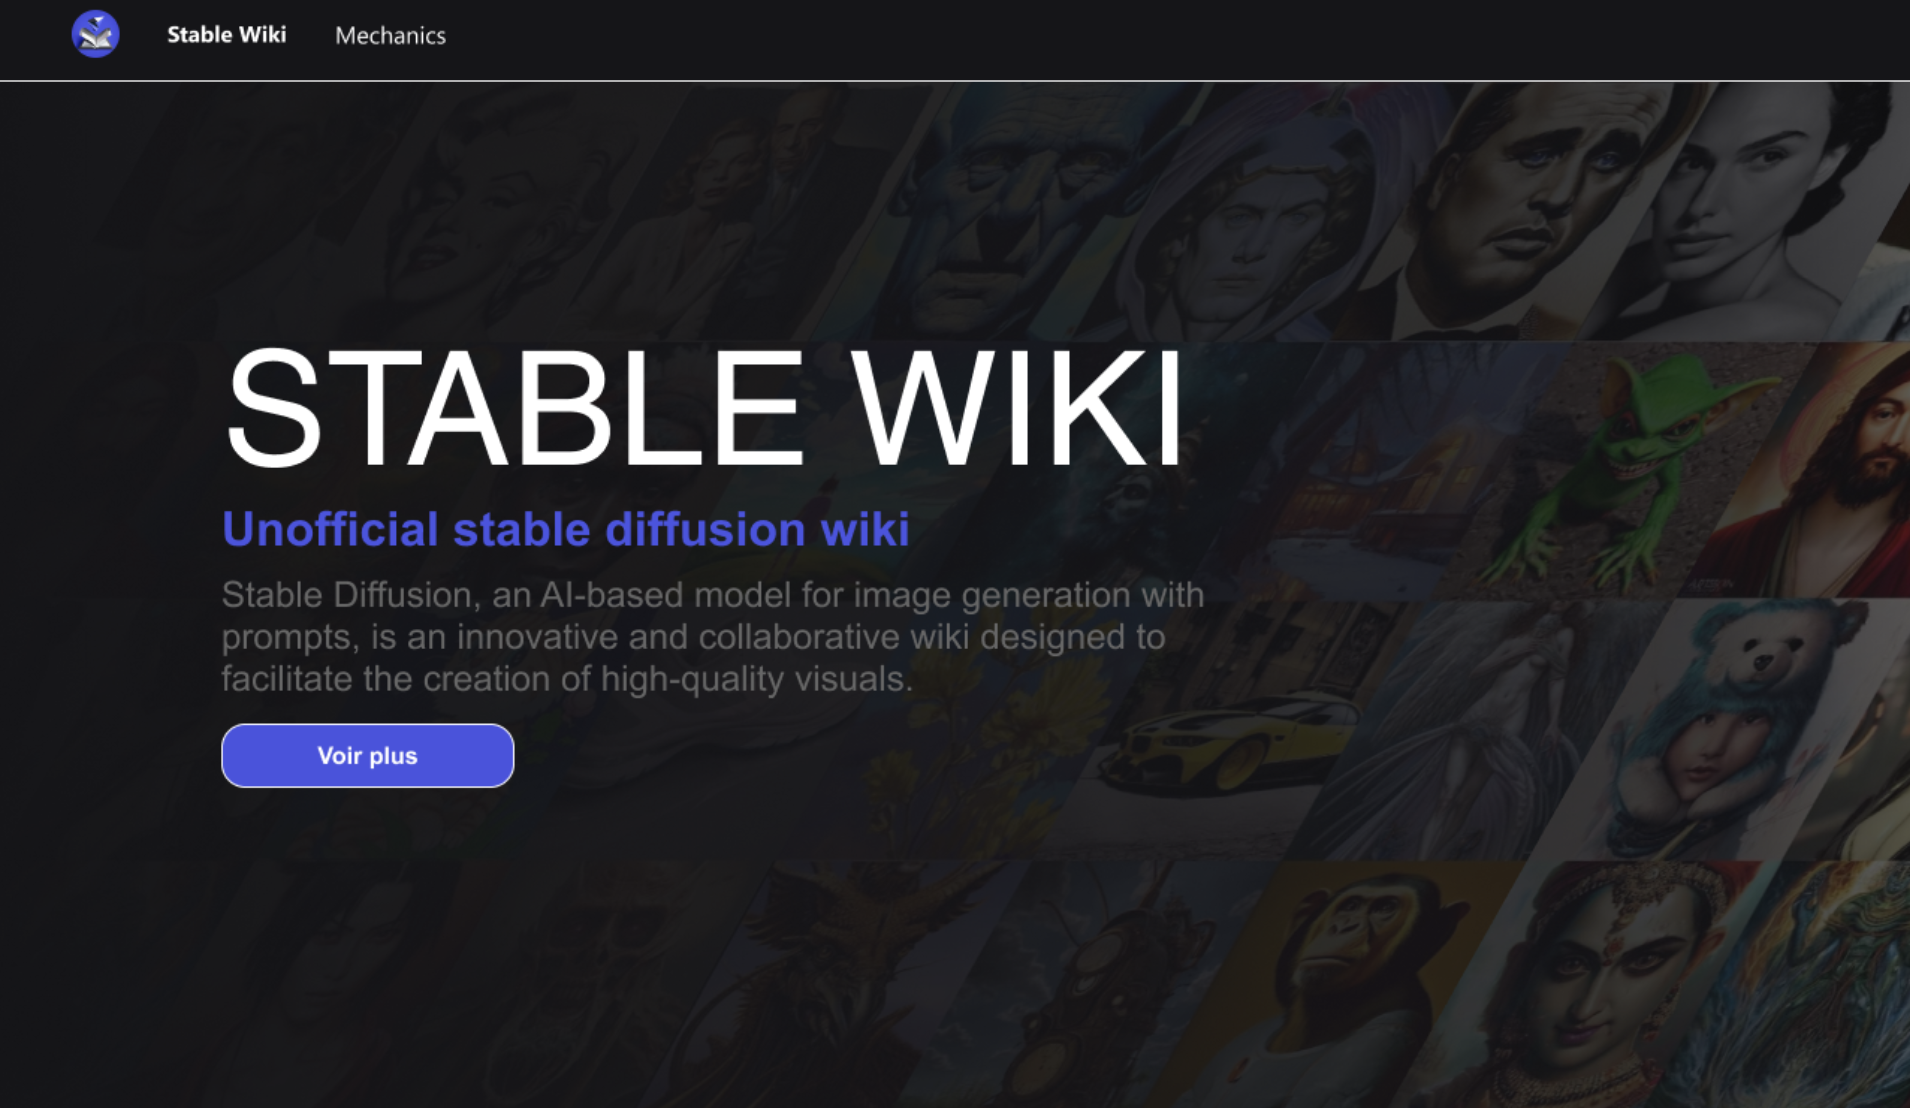 Stable Wiki
Mechanics
STABLE WIKI
Unofficial stable diffusion wiki
Stable Diffusion, an AI-based model for image generation with
prompts, is an innovative and collaborative wiki designed to
facilitate the creation of high-quality visuals.
Voir plus